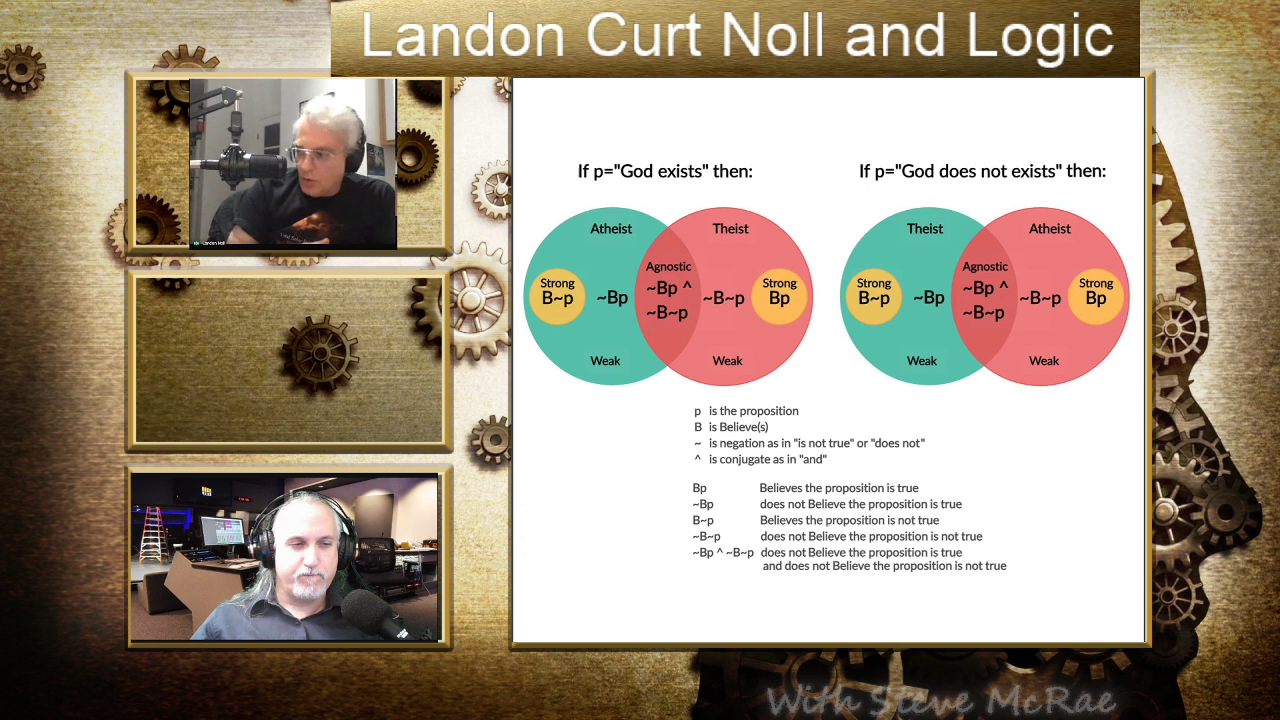 Landon Curt Noll and Logic
Landon Noll
If p="God exists" then:
Atheist
Theist
Agnostic
Strong
B~p
~Bp
~Bp ^
~B~p
~B~p
Strong
Bp
Weak
Weak
If p="God does not exists" then:
Theist
Atheist
Agnostic
Strong
B~p
~Bp
~Bp ^
~B~p
~B~p
Strong
Bp
Weak
Weak
p is the proposition
B is Believe(s)
~ is negation as in "is not true" or "does not"
^ is conjugate as in "and"
Bp Believes the proposition is true
~Bp does not Believe the proposition is true
B~p Believes the proposition is not true
~B~p does not Believe the proposition is not true
~Bp ^ ~B~p does not Believe the proposition is true
and does not Believe the proposition is not true
With Steve McRae